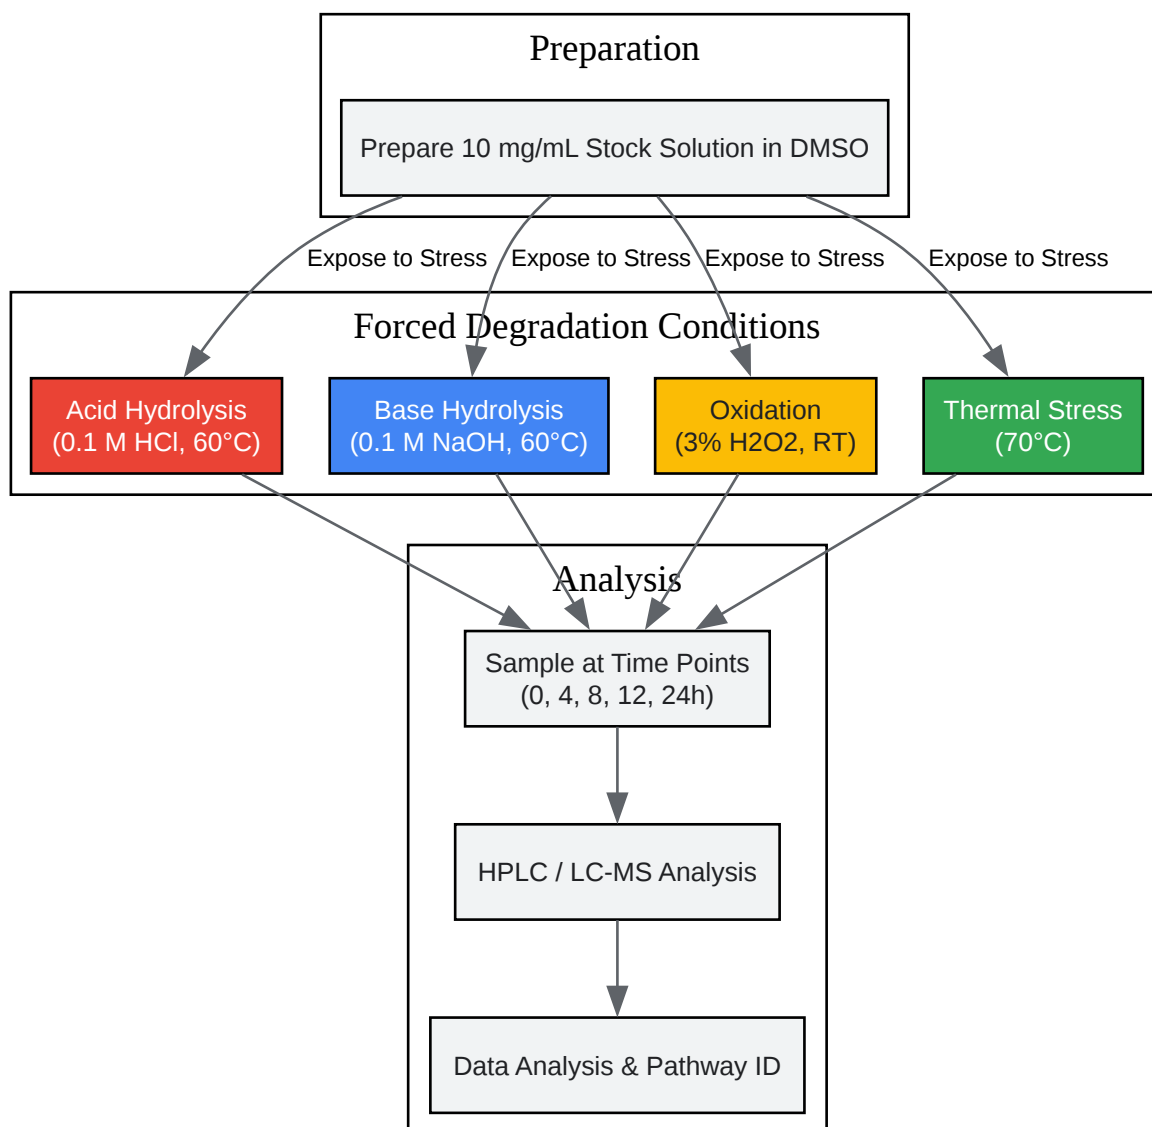 Preparation
Prepare 10 mg/mL Stock Solution in DMSO
Expose to Stress
Expose to Stress
Expose to Stress
Expose to Stress
Forced Degradation Conditions
Acid Hydrolysis
(0.1 M HCl, 60°C)
Base Hydrolysis
(0.1 M NaOH, 60°C)
Oxidation
(3% H2O2, RT)
Thermal Stress
(70°C)
Analysis
Sample at Time Points
(0, 4, 8, 12, 24h)
HPLC / LC-MS Analysis
Data Analysis & Pathway ID